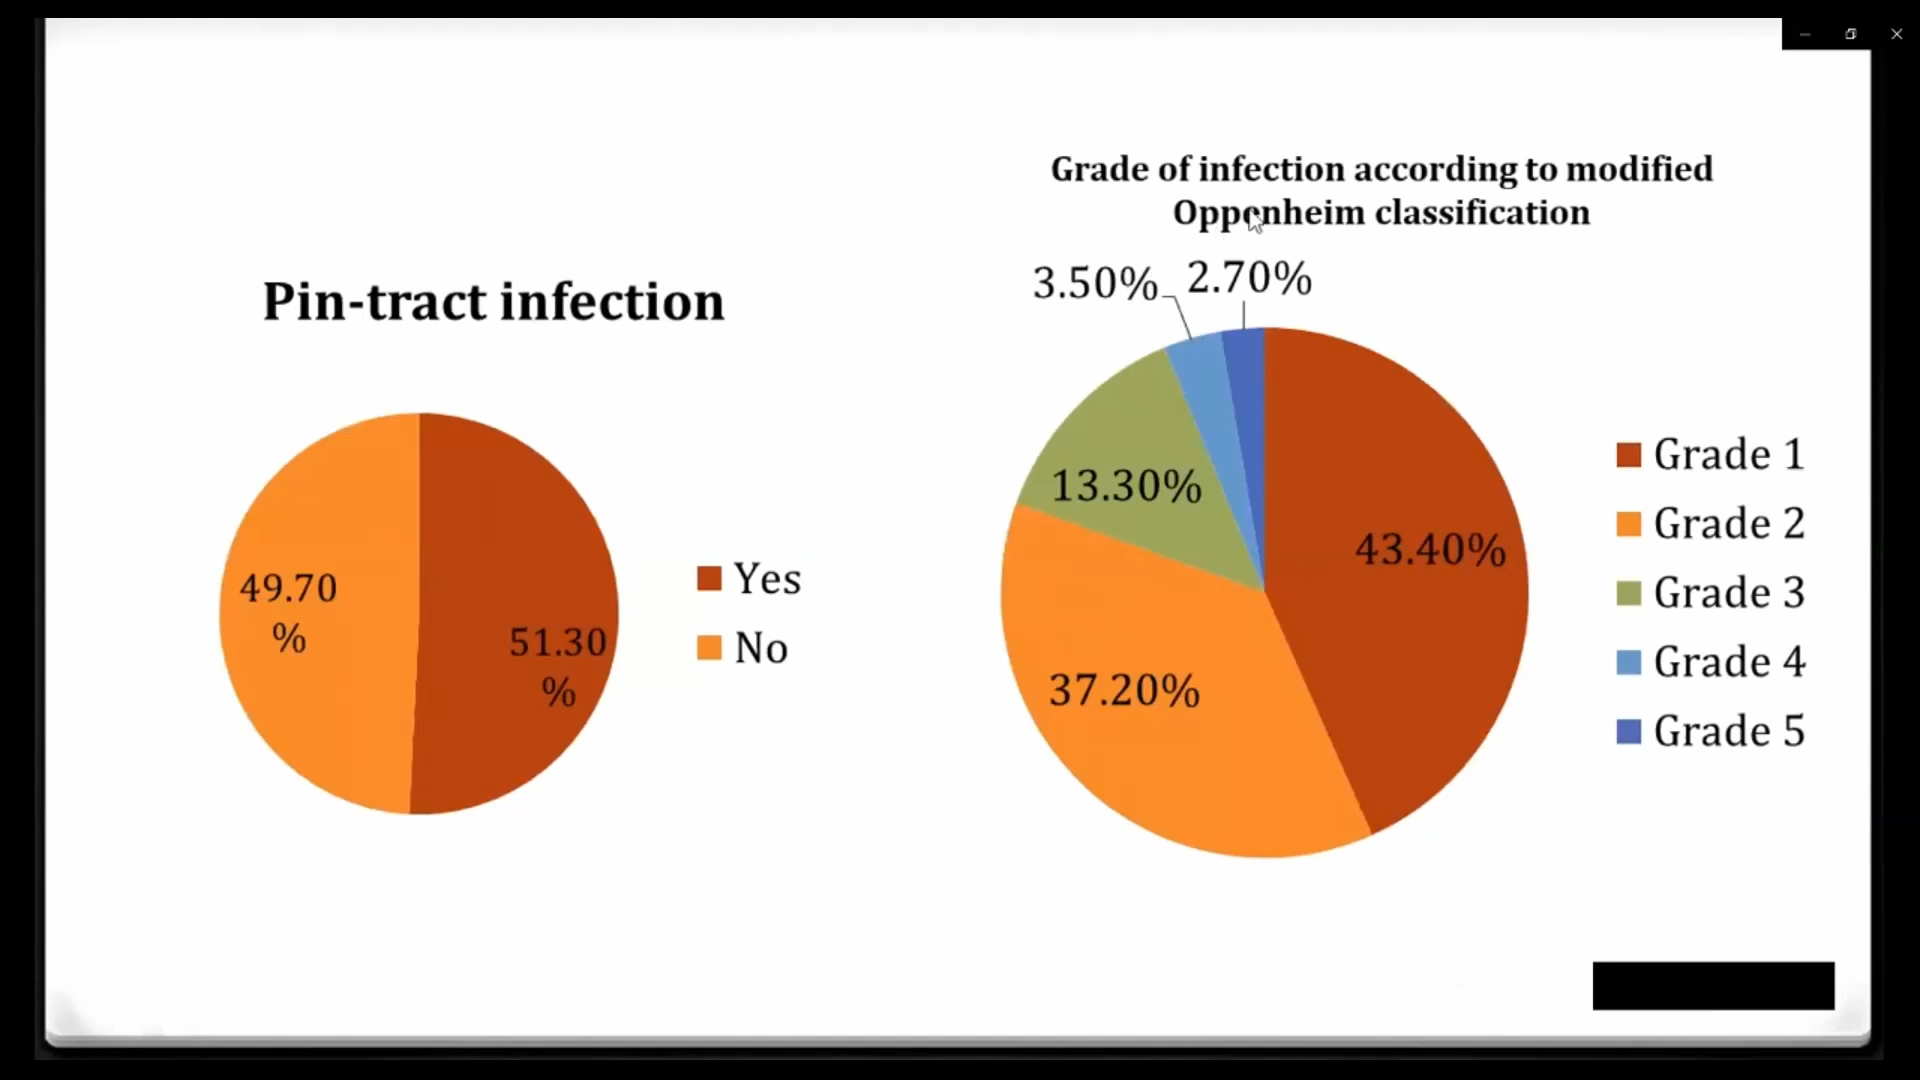 Pin-tract infection
49.70
%
51.30
%
Yes
No
Grade of infection according to modified
Oppenheim classification
3.50%
2.70%
13.30%
43.40%
37.20%
Grade 1
Grade 2
Grade 3
Grade 4
Grade 5